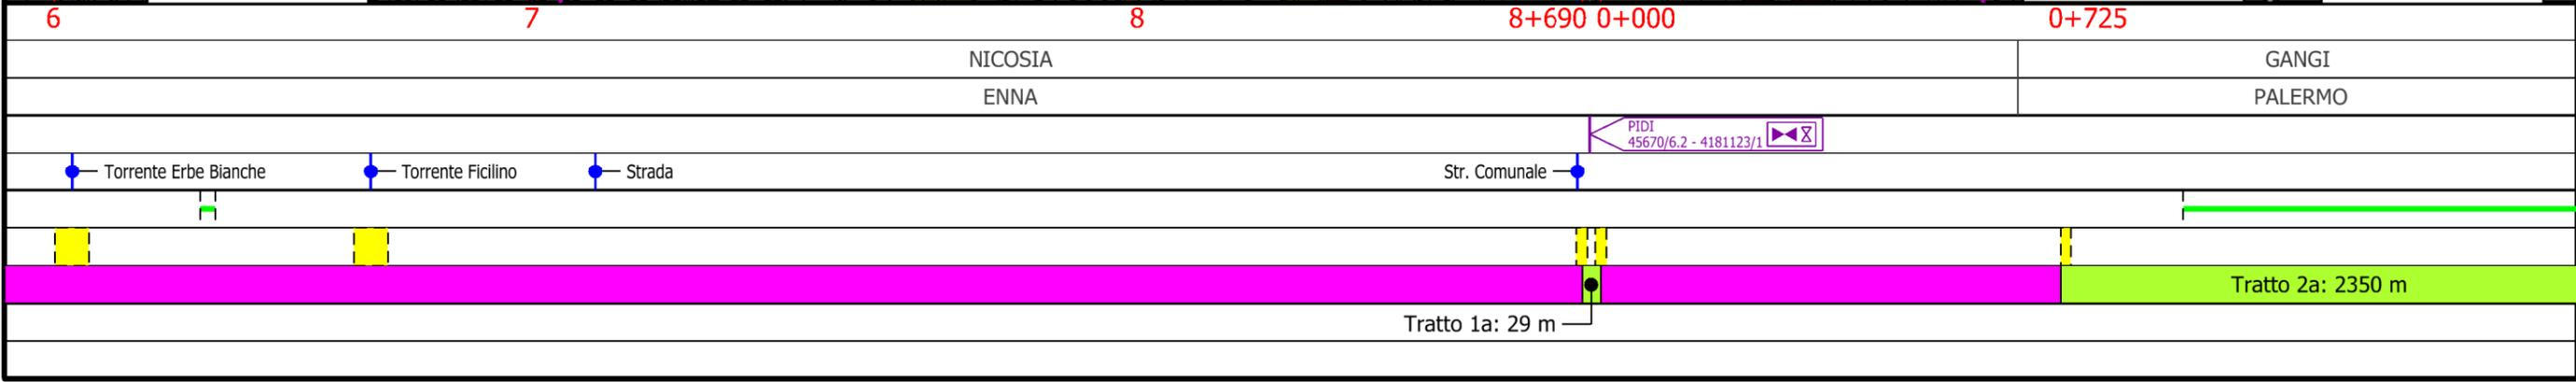 6 7 8 8+690 0+000 0+725
NICOSIA GANGI
ENNA PALERMO
PIDI
45670/6.2 - 4181123/1
Torrente Erbe Bianche Torrente Ficilino Strada Str. Comunale
Tratto 2a: 2350 m
Tratto 1a: 29 m